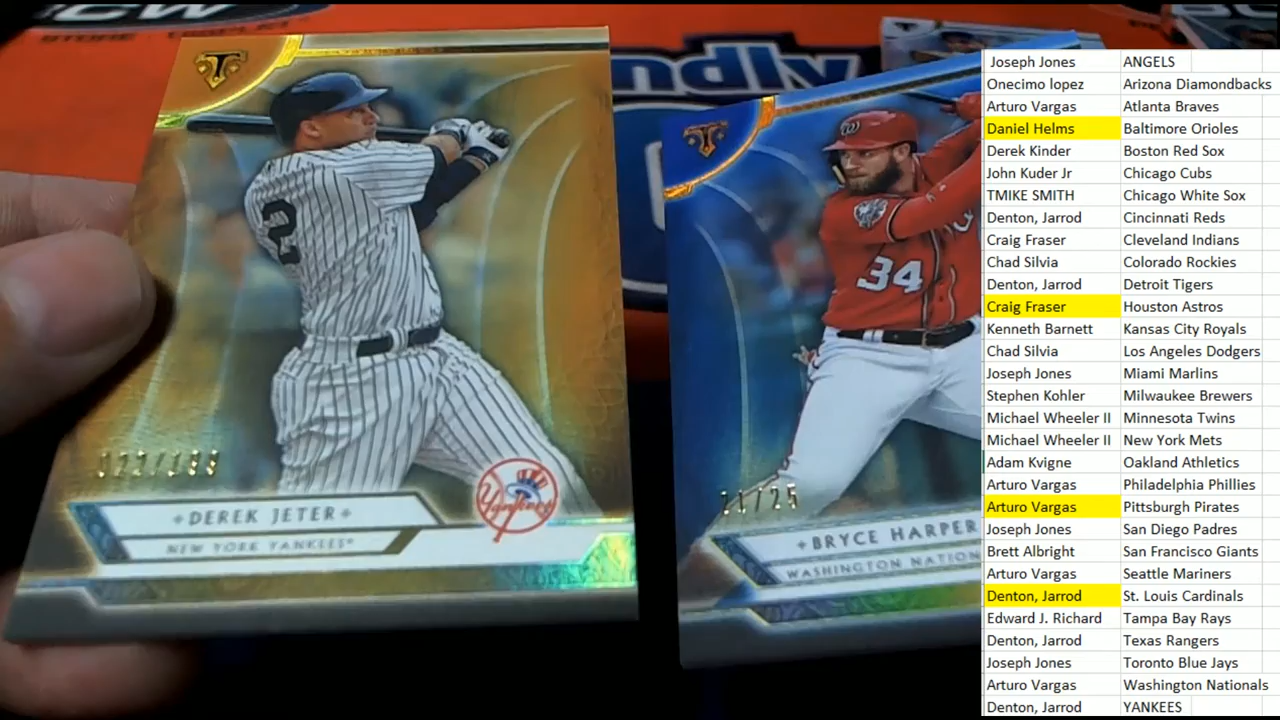 ndly
T
2
DEREK JETER
NEW YORK YANKEES
Yankees
T
W
34
21/25
BRYCE HARPER
WASHINGTON NATION
Joseph Jones ANGELS
Onecimo lopez Arizona Diamondbacks
Arturo Vargas Atlanta Braves
Daniel Helms Baltimore Orioles
Derek Kinder Boston Red Sox
John Kuder Jr Chicago Cubs
TMIKE SMITH Chicago White Sox
Denton, Jarrod Cincinnati Reds
Craig Fraser Cleveland Indians
Chad Silvia Colorado Rockies
Denton, Jarrod Detroit Tigers
Craig Fraser Houston Astros
Kenneth Barnett Kansas City Royals
Chad Silvia Los Angeles Dodgers
Joseph Jones Miami Marlins
Stephen Kohler Milwaukee Brewers
Michael Wheeler II Minnesota Twins
Michael Wheeler II New York Mets
Adam Kvigne Oakland Athletics
Arturo Vargas Philadelphia Phillies
Arturo Vargas Pittsburgh Pirates
Joseph Jones San Diego Padres
Brett Albright San Francisco Giants
Arturo Vargas Seattle Mariners
Denton, Jarrod St. Louis Cardinals
Edward J. Richard Tampa Bay Rays
Denton, Jarrod Texas Rangers
Joseph Jones Toronto Blue Jays
Arturo Vargas Washington Nationals
Denton, Jarrod YANKEES